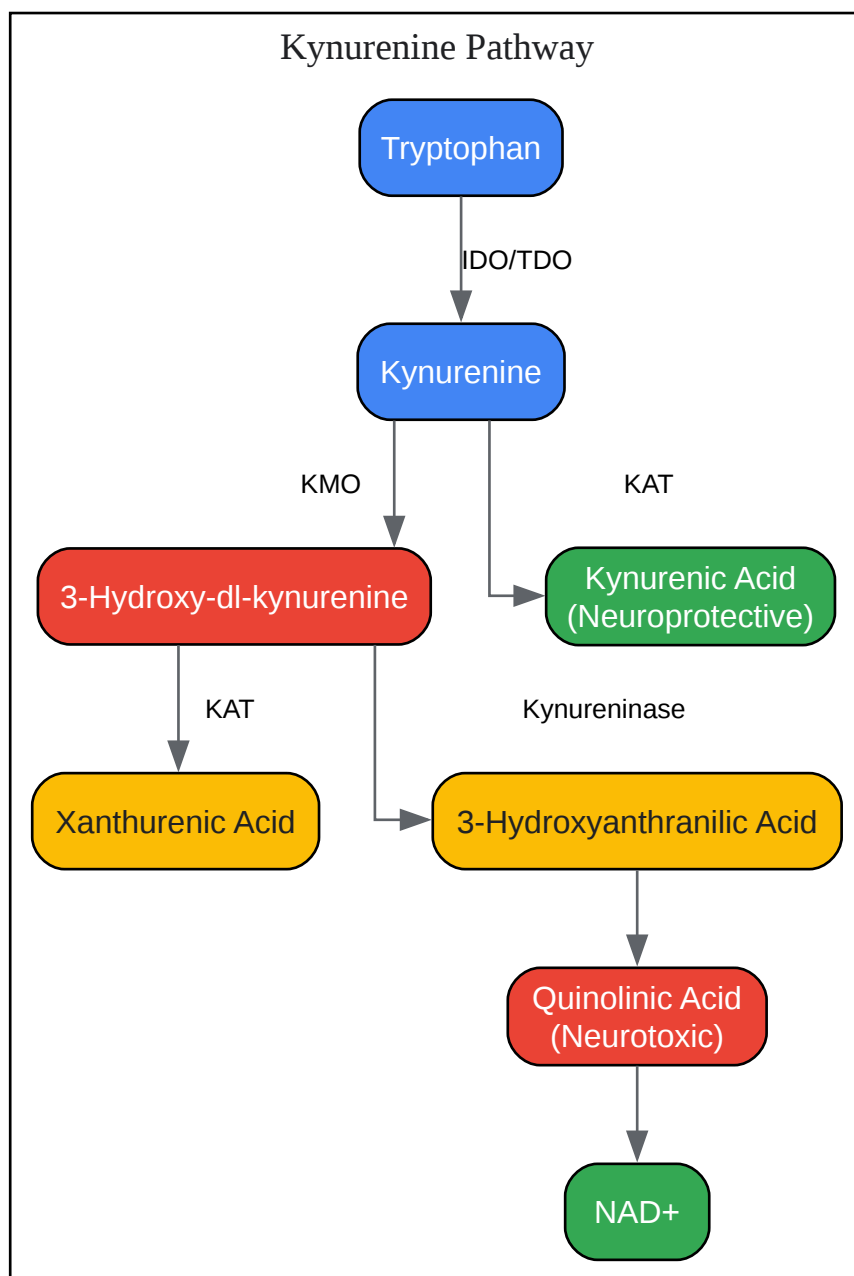 Kynurenine Pathway
Tryptophan
IDO/TDO
Kynurenine
KMO
KAT
3-Hydroxy-dl-kynurenine
Kynurenic Acid
(Neuroprotective)
KAT
Kynureninase
Xanthurenic Acid
3-Hydroxyanthranilic Acid
Quinolinic Acid
(Neurotoxic)
NAD+